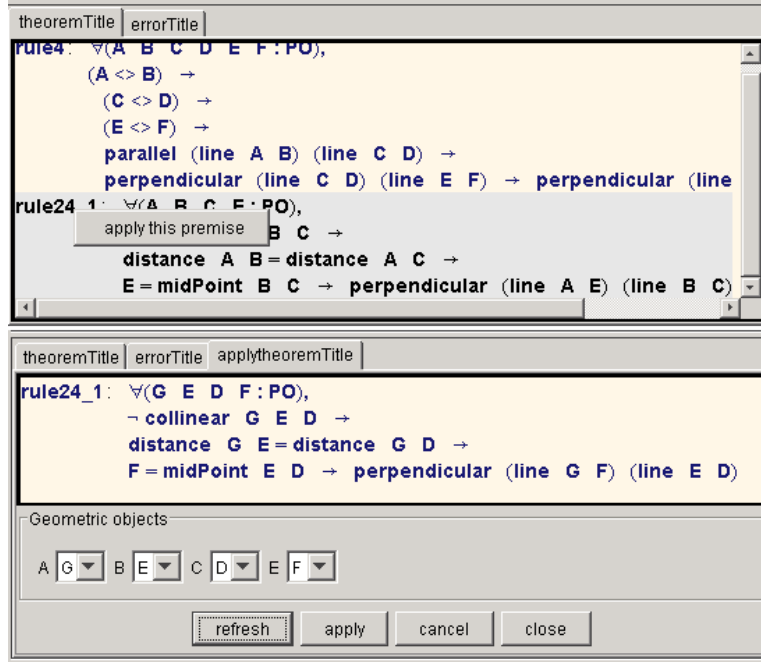 theoremTitle errorTitle
rule4: ∀(A B C D E F : PO),
(A <> B) →
(C <> D) →
(E <> F) →
parallel (line A B) (line C D) →
perpendicular (line C D) (line E F) → perpendicular (line
rule24_1: ∀(A B C E : PO),
apply this premise B C →
distance A B = distance A C →
E = midPoint B C → perpendicular (line A E) (line B C)
theoremTitle errorTitle applytheoremTitle
rule24_1: ∀(G E D F : PO),
¬ collinear G E D →
distance G E = distance G D →
F = midPoint E D → perpendicular (line G F) (line E D)
Geometric objects
A G B E C D E F
refresh apply cancel close